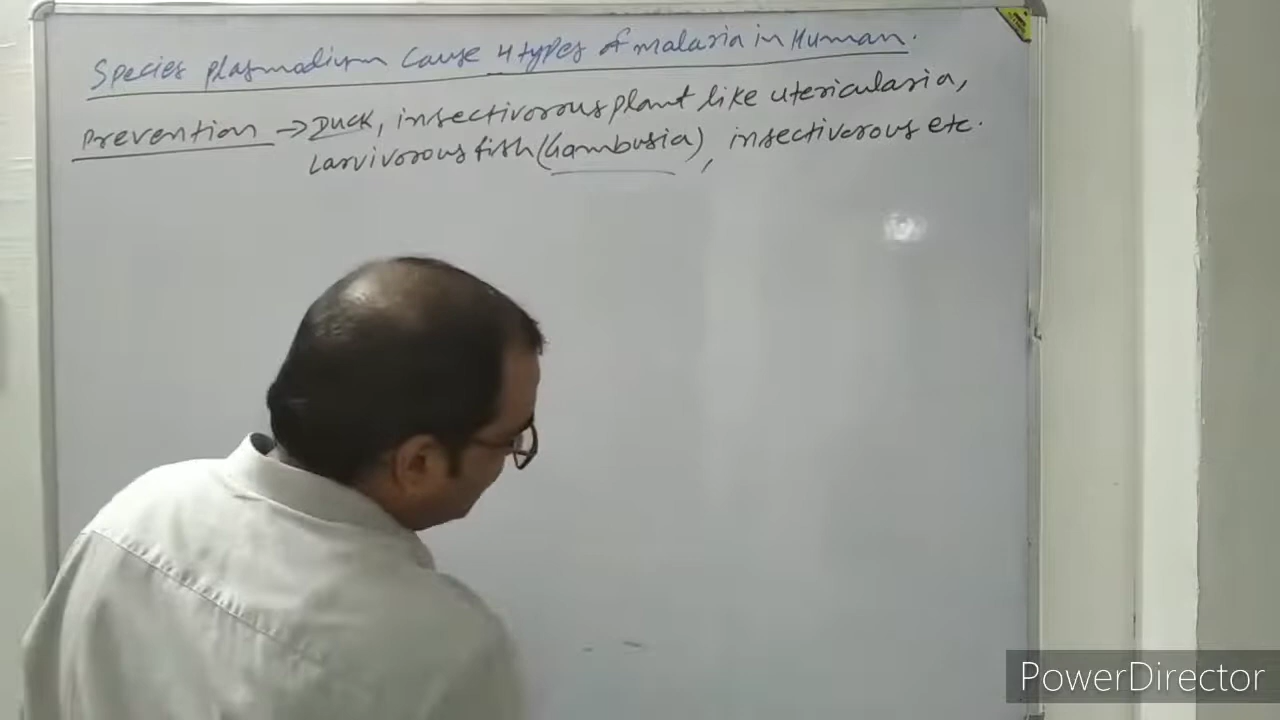 Species plasmodium cause 4 types of malaria in Human.
Prevention → Duck, insectivorous plant like utericularia,
Larvivorous fish (Gambusia), insectivorous etc.
PowerDirector